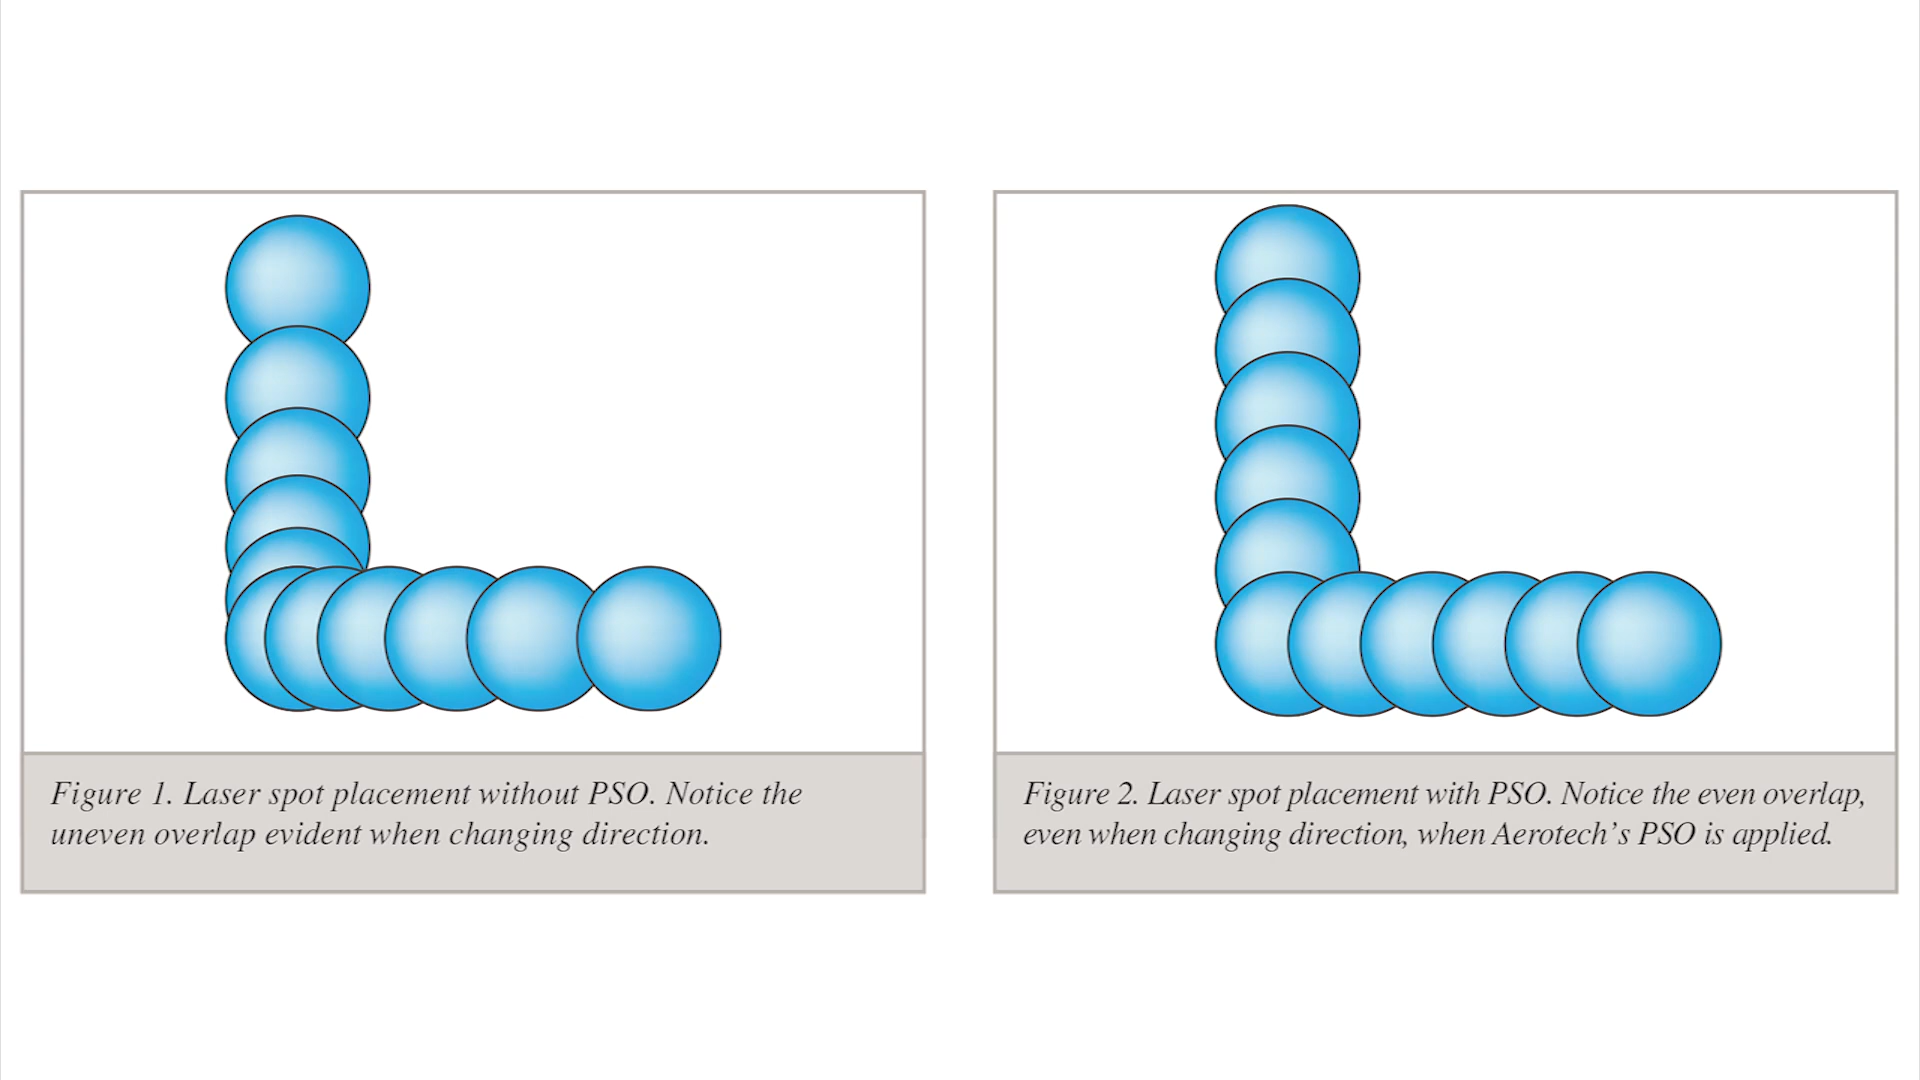 Figure 1. Laser spot placement without PSO. Notice the
uneven overlap evident when changing direction.
Figure 2. Laser spot placement with PSO. Notice the even overlap,
even when changing direction, when Aerotech’s PSO is applied.